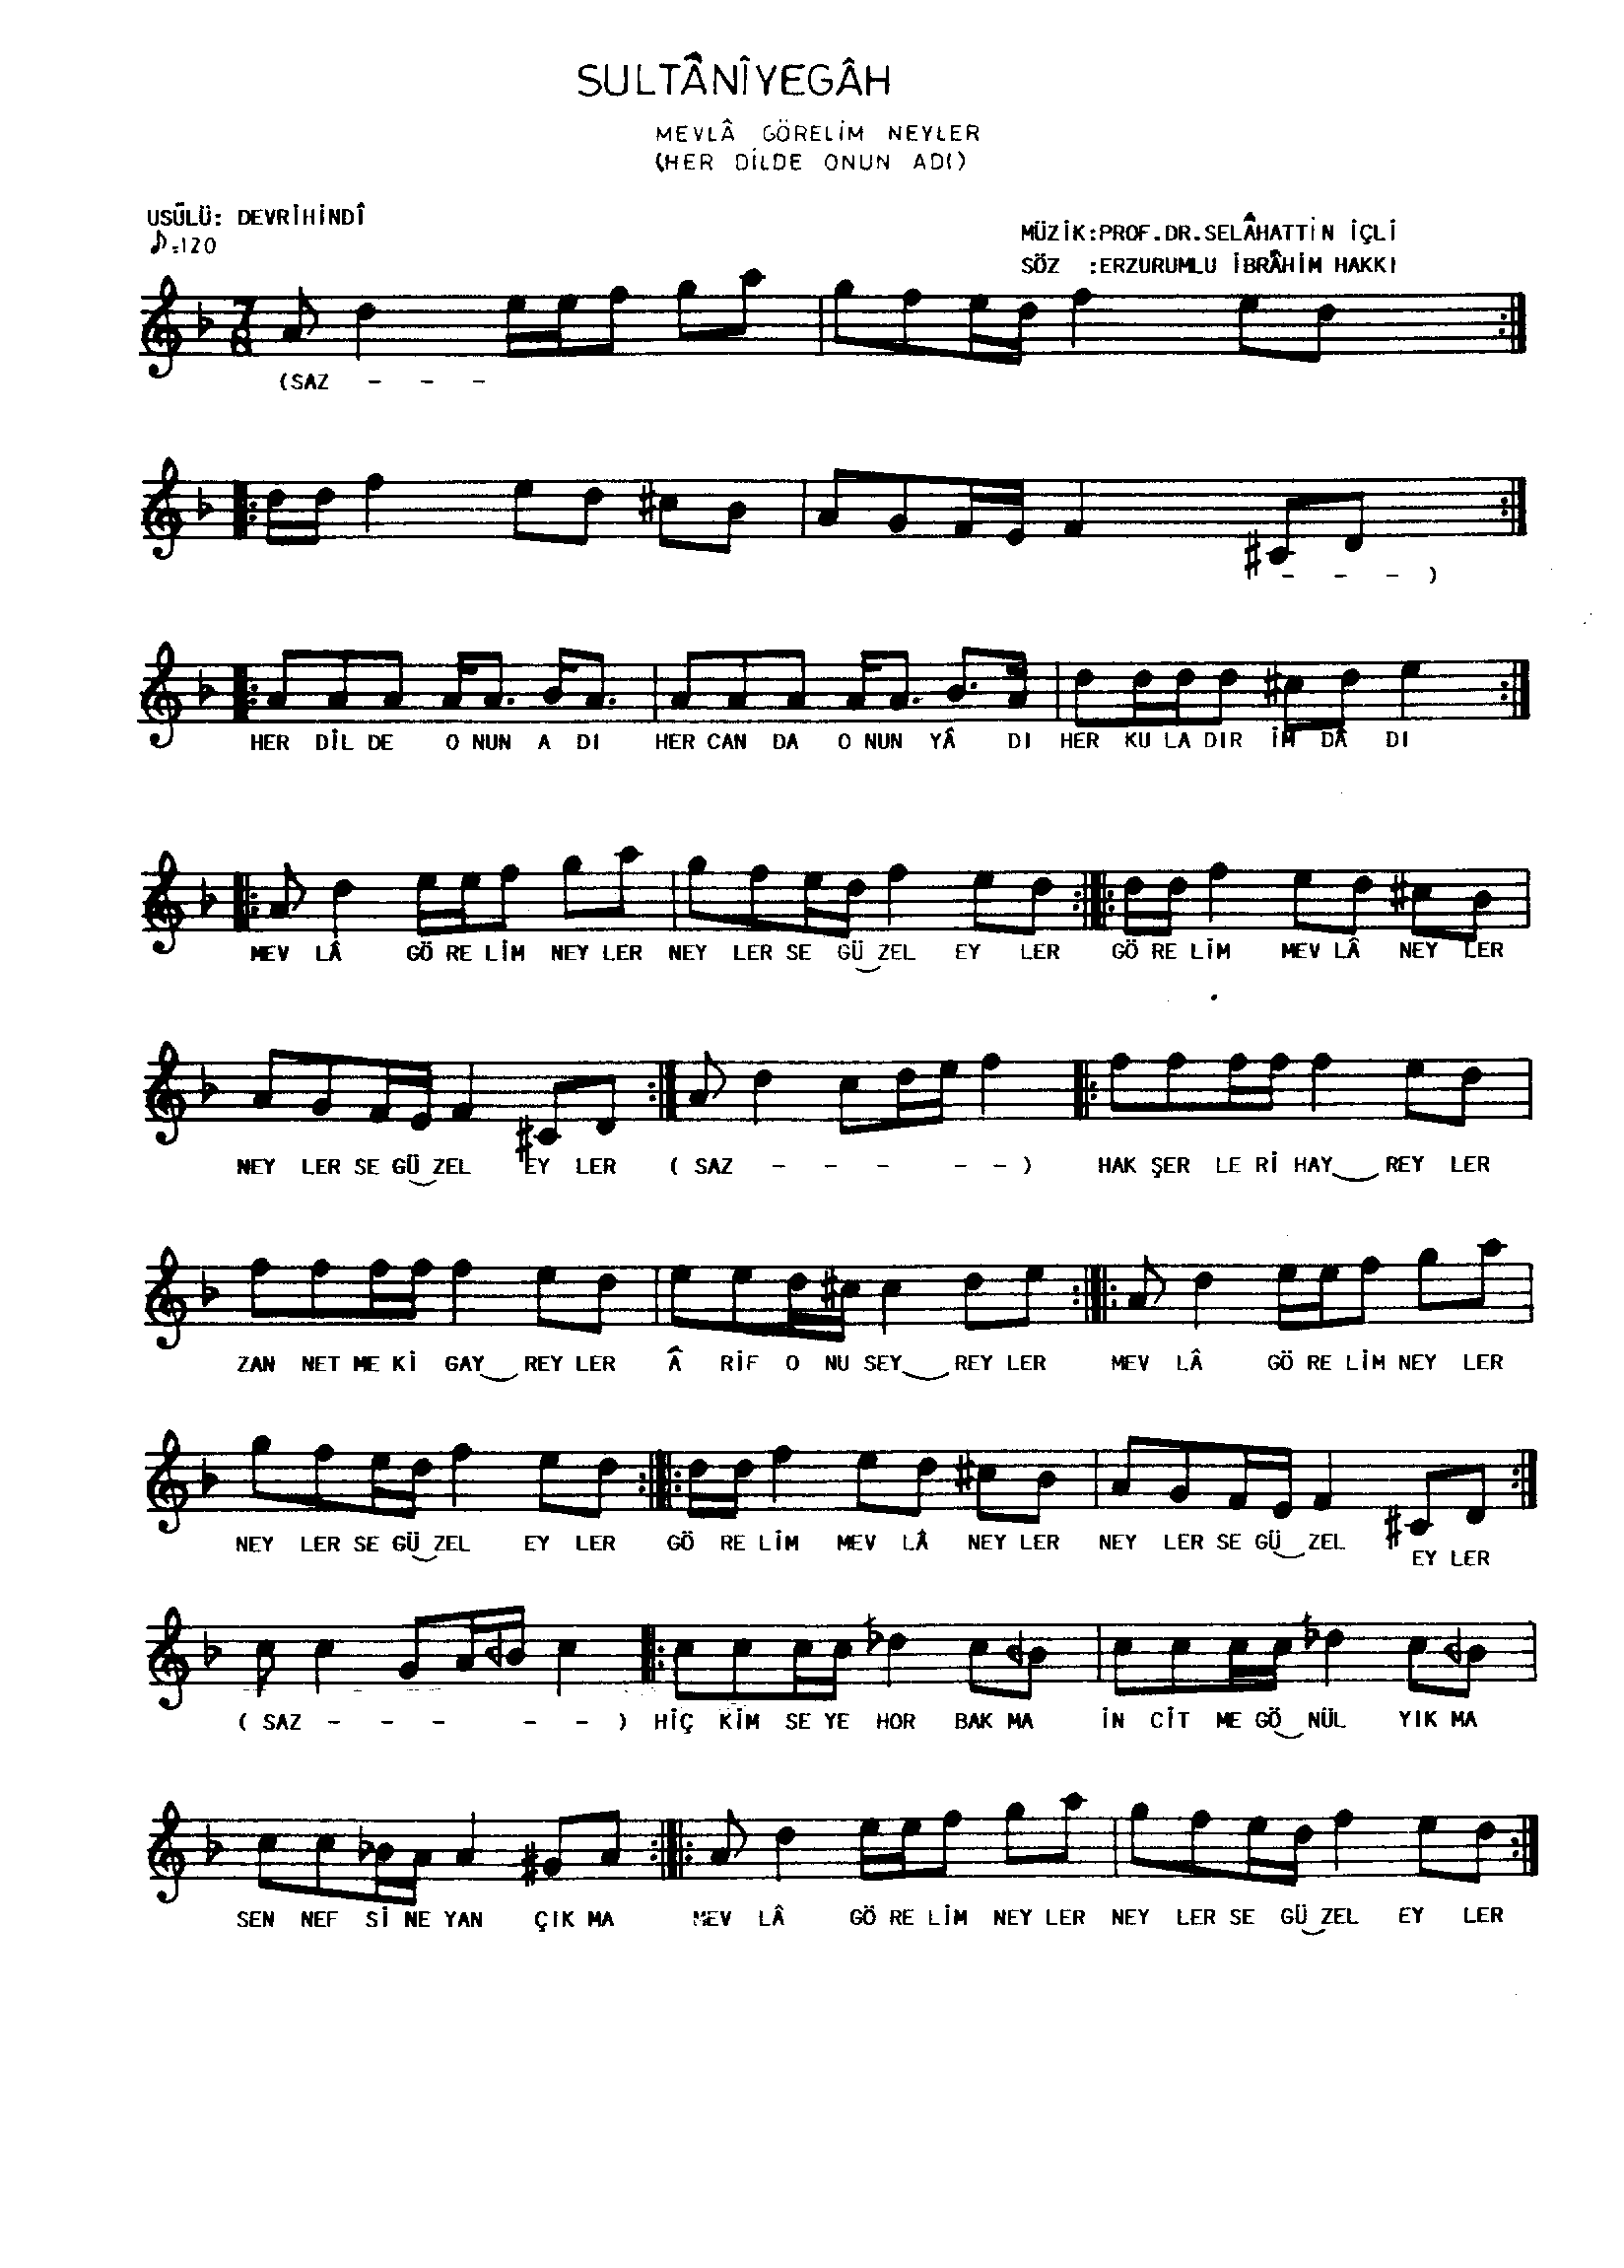 SULTÂNÎYEGÂH
MEVLÂ GÖRELİM NEYLER
(HER DİLDE ONUN ADI)
USÛLÜ: DEVRİHİNDÎ
♪=120
MÜZİK:PROF.DR.SELÂHATTİN İÇLİ
SÖZ :ERZURUMLU İBRÂHİM HAKKI
7
8
(SAZ - - -
- - - )
HER DİL DE O NUN A DI HER CAN DA O NUN YÂ DI HER KU LA DIR İM DÂ DI
MEV LÂ GÖ RE LİM NEY LER NEY LER SE GÜ ZEL EY LER GÖ RE LİM MEV LÂ NEY LER
NEY LER SE GÜ ZEL EY LER ( SAZ - - - - - ) HAK ŞER LE Rİ HAY REY LER
ZAN NET ME Kİ GAY REY LER Â RİF O NU SEY REY LER MEV LÂ GÖ RE LİM NEY LER
NEY LER SE GÜ ZEL EY LER GÖ RE LİM MEV LÂ NEY LER NEY LER SE GÜ ZEL EY LER
( SAZ - - - - - ) HİÇ KİM SE YE HOR BAK MA İN CİT ME GÖ NÜL YIK MA
SEN NEF Sİ NE YAN ÇIK MA MEV LÂ GÖ RE LİM NEY LER NEY LER SE GÜ ZEL EY LER